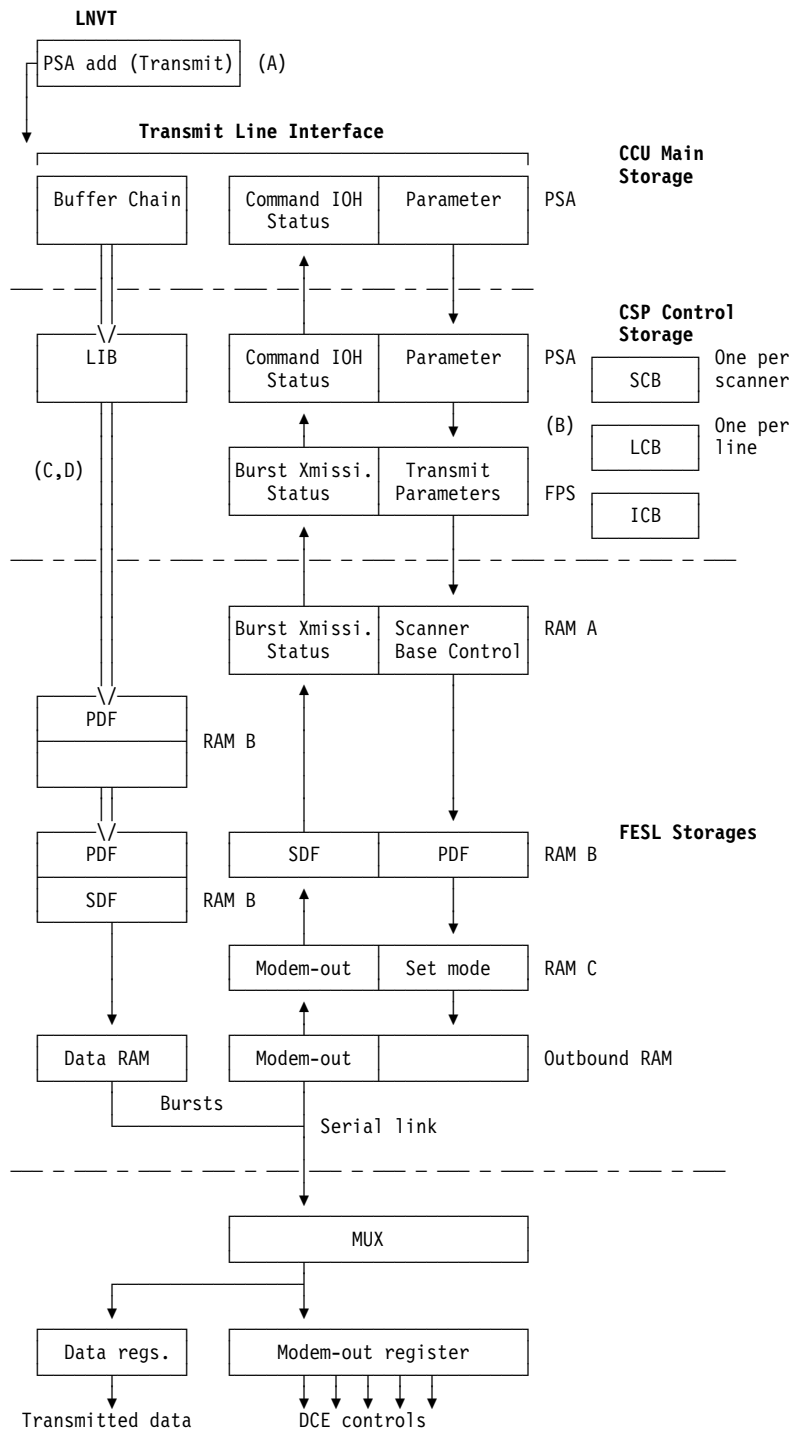 LNVT
PSA add (Transmit) (A)
Transmit Line Interface
CCU Main
Storage
Buffer Chain Command IOH Parameter PSA
Status
CSP Control
Storage
LIB Command IOH Parameter PSA One per
Status SCB scanner
(B) One per
LCB line
(C,D) Burst Xmissi. Transmit FPS
Status Parameters
ICB
Burst Xmissi. Scanner RAM A
Status Base Control
PDF
RAM B
PDF SDF PDF RAM B FESL Storages
SDF RAM B
Modem-out Set mode RAM C
Data RAM Modem-out Outbound RAM
Bursts
Serial link
MUX
Data regs. Modem-out register
Transmitted data DCE controls